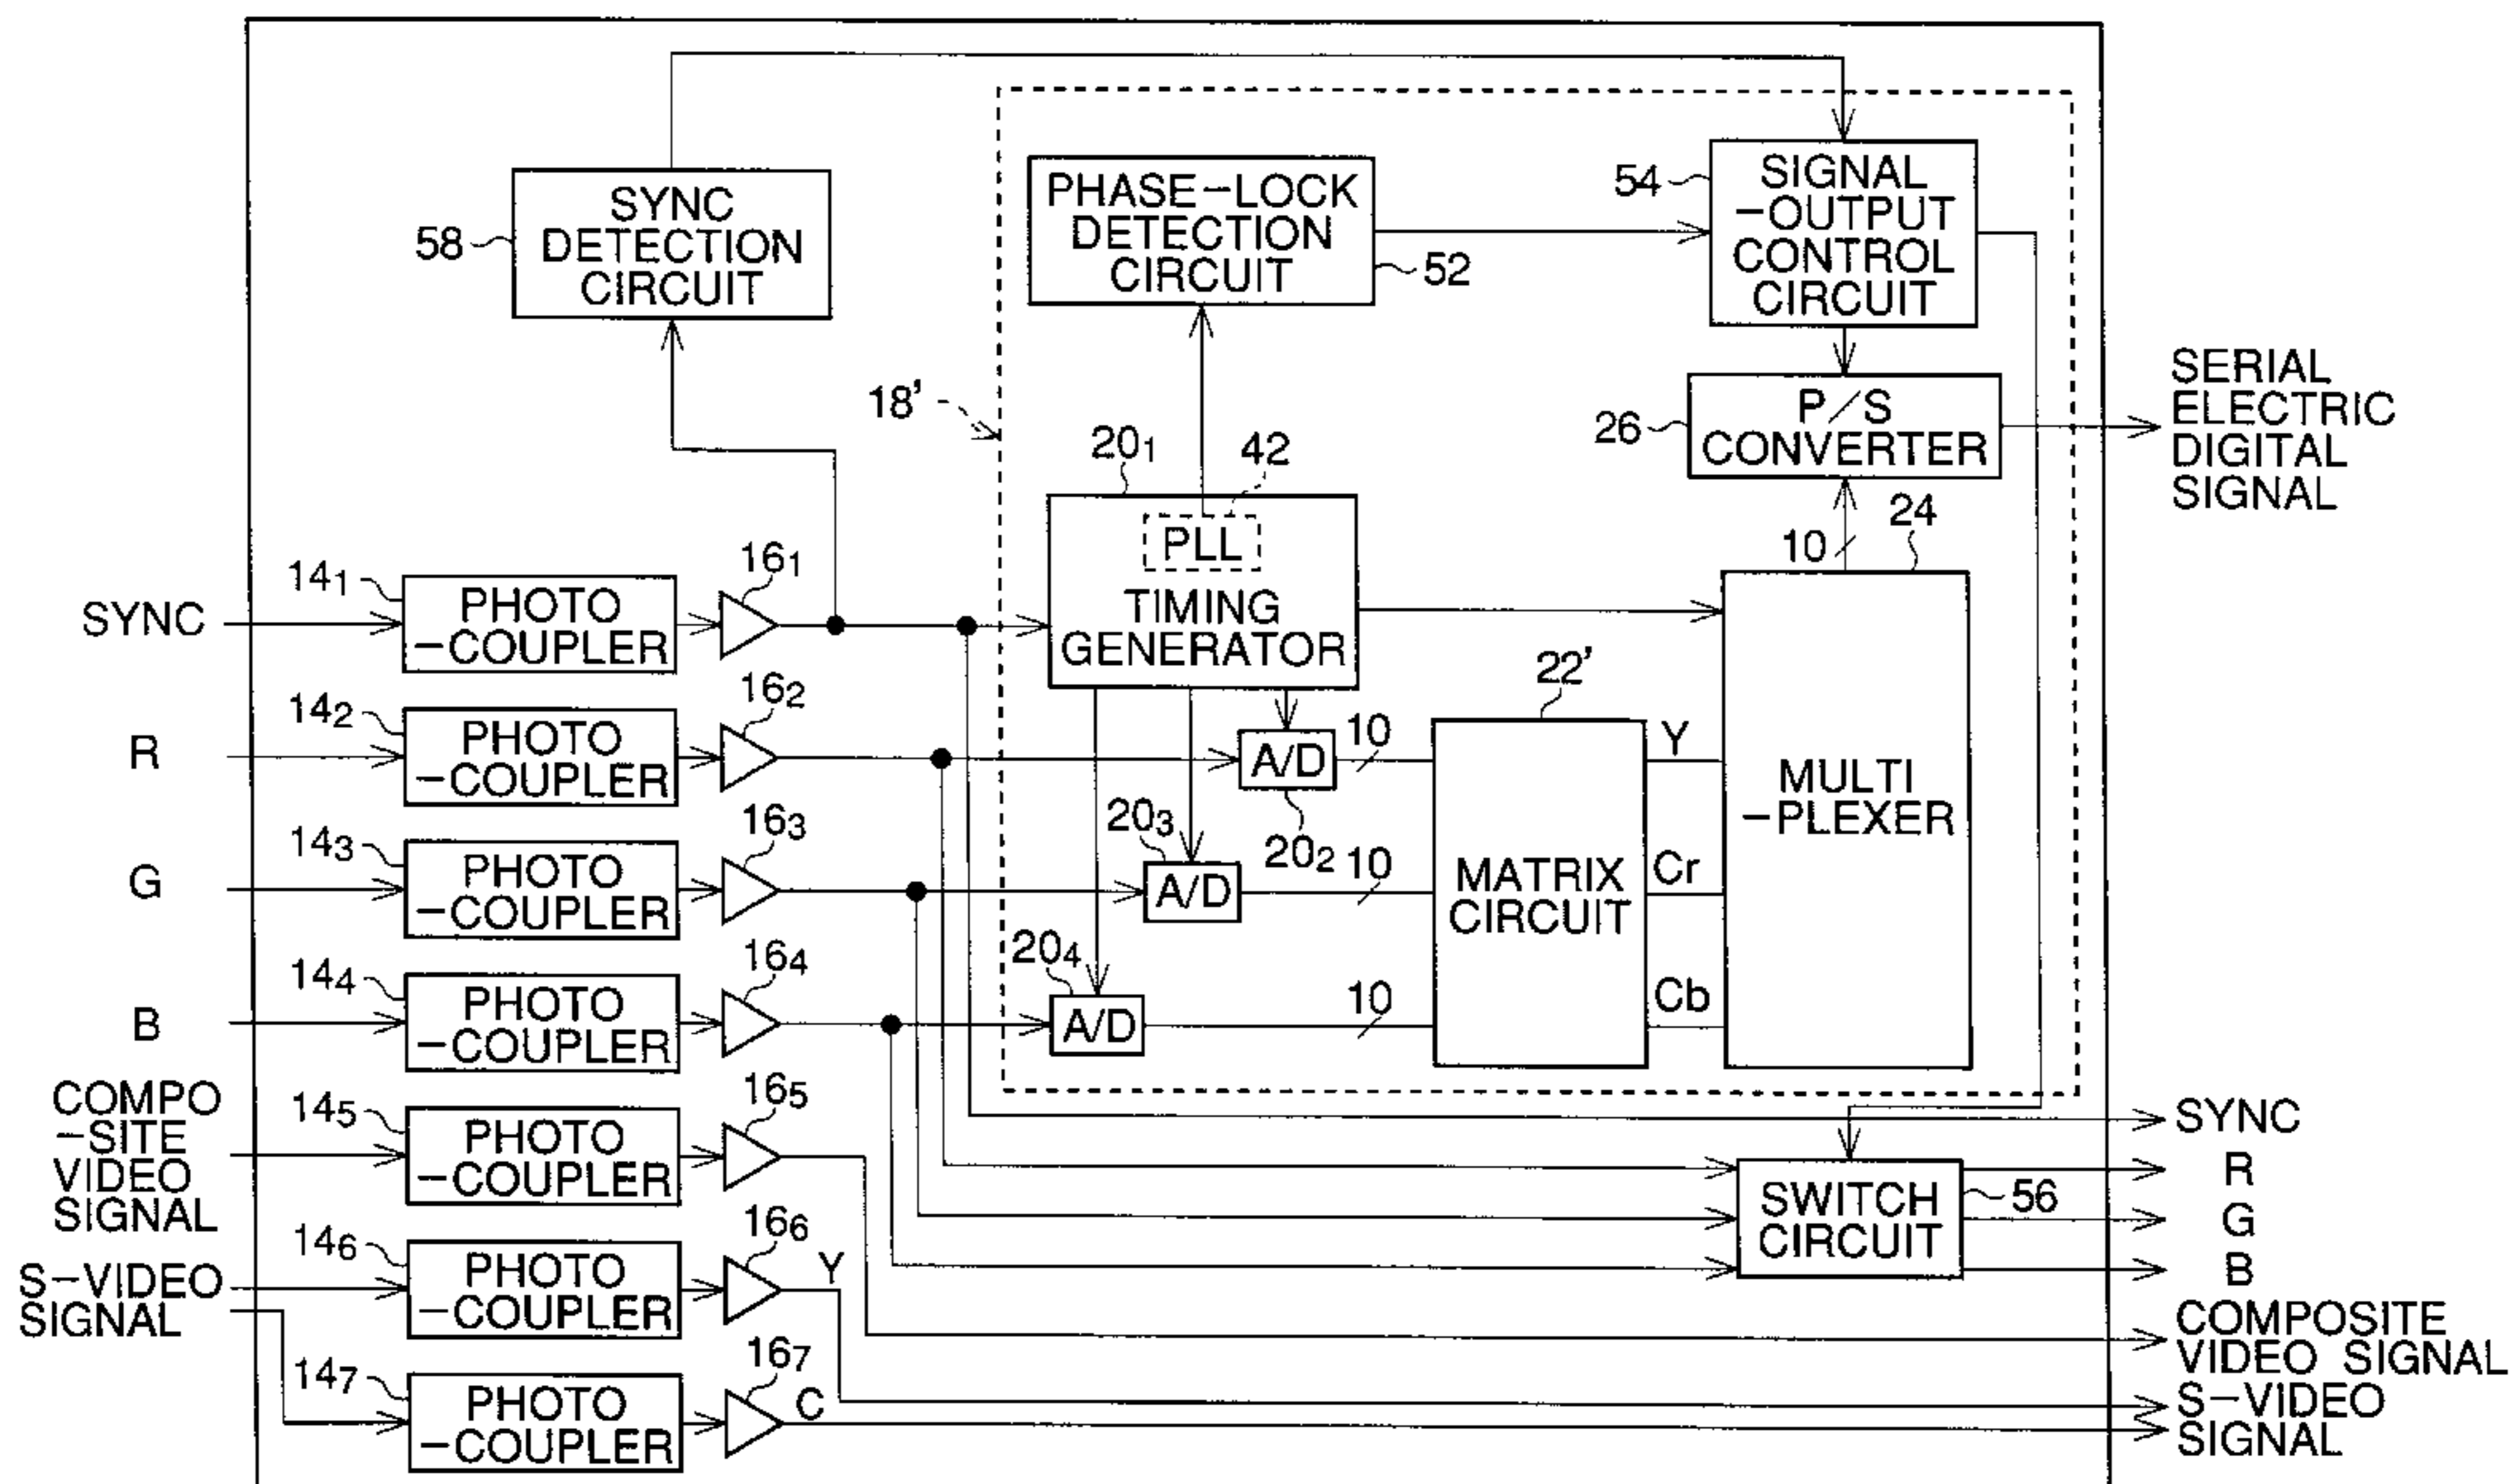 SYNC
DETECTION
CIRCUIT
58
PHASE-LOCK
DETECTION
CIRCUIT
52
54
SIGNAL
-OUTPUT
CONTROL
CIRCUIT
18'
20₁
42
26
P/S
CONVERTER
SERIAL
ELECTRIC
DIGITAL
SIGNAL
10
24
PLL
TIMING
GENERATOR
SYNC
14₁
PHOTO
-COUPLER
16₁
R
14₂
PHOTO
-COUPLER
16₂
A/D
20₂
10
22'
MATRIX
CIRCUIT
Y
Cr
Cb
MULTI
-PLEXER
G
14₃
PHOTO
-COUPLER
16₃
20₃
A/D
10
B
14₄
PHOTO
-COUPLER
16₄
20₄
A/D
10
COMPO
-SITE
VIDEO
SIGNAL
14₅
PHOTO
-COUPLER
16₅
S-VIDEO
SIGNAL
14₆
PHOTO
-COUPLER
16₆
Y
14₇
PHOTO
-COUPLER
16₇
C
SWITCH
CIRCUIT
56
SYNC
R
G
B
COMPOSITE
VIDEO SIGNAL
S-VIDEO
SIGNAL